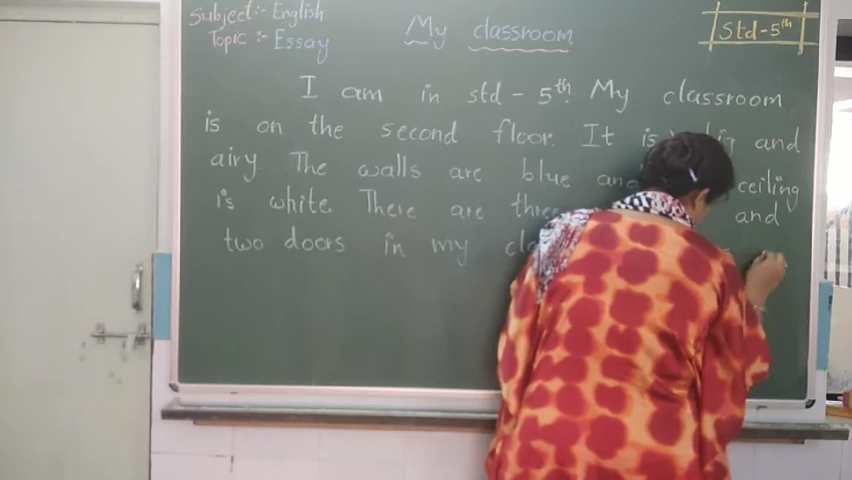 Subject:- English
Topic :- Essay
My classroom
Std-5th
I am in std - 5th. My classroom
is on the second floor. It is and
airy. The walls are blue and ceiling
is white. There are three and
two doors in my